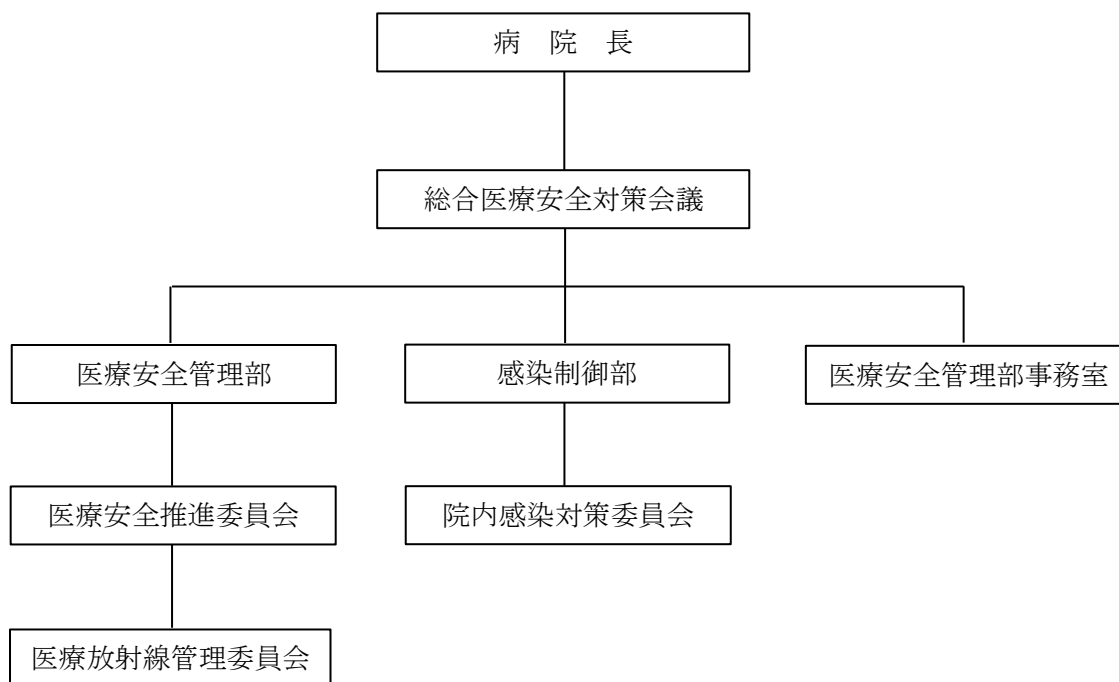 病　院　長
総合医療安全対策会議
医療安全管理部
感染制御部
医療安全管理部事務室
医療安全推進委員会
院内感染対策委員会
医療放射線管理委員会